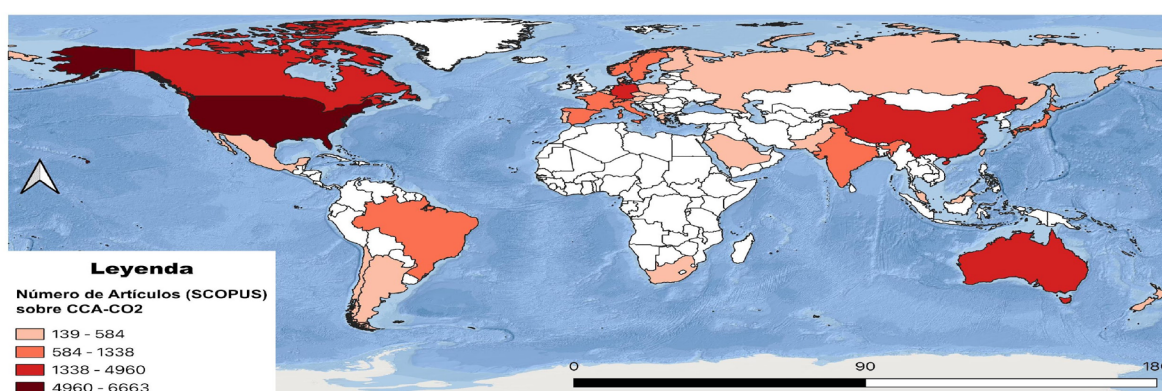 Leyenda
Número de Artículos (SCOPUS)
sobre CCA-CO2
139 - 584
584 - 1338
1338 - 4960
4960 - 6663
0 90